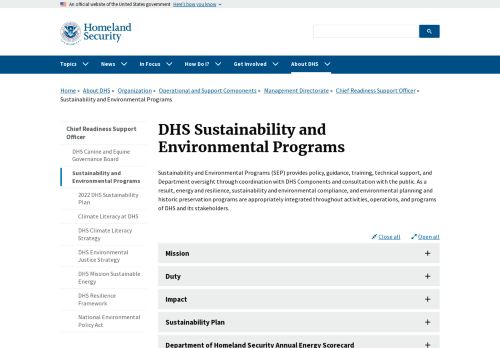 An official website of the United States government Here's how you know
Homeland
Security
Topics
News
In Focus
How Do I?
Get Involved
About DHS
Home » About DHS » Organization » Operational and Support Components » Management Directorate » Chief Readiness Support Officer »
Sustainability and Environmental Programs
Chief Readiness Support
Officer
DHS Canine and Equine
Governance Board
Sustainability and
Environmental Programs
2022 DHS Sustainability
Plan
Climate Literacy at DHS
DHS Climate Literacy
Strategy
DHS Environmental
Justice Strategy
DHS Mission Sustainable
Energy
DHS Resilience
Framework
National Environmental
Policy Act
DHS Sustainability and
Environmental Programs
Sustainability and Environmental Programs (SEP) provides policy, guidance, training, technical support, and
Department oversight through coordination with DHS Components and consultation with the public. As a
result, energy and resilience, sustainability and environmental compliance, and environmental planning and
historic preservation programs are appropriately integrated throughout activities, operations, and programs
of DHS and its stakeholders.
Close all
Open all
Mission
Duty
Impact
Sustainability Plan
Department of Homeland Security Annual Energy Scorecard